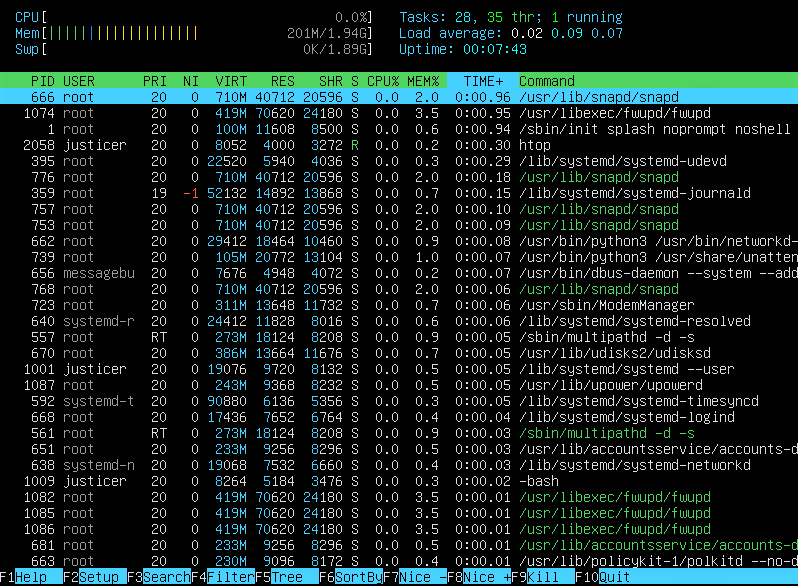 CPU[ 0.0%] Tasks: 28, 35 thr; 1 running
Mem[|||||||||||||||||||| 201M/1.94G] Load average: 0.02 0.09 0.07
Swp[ 0K/1.89G] Uptime: 00:07:43
PID USER PRI NI VIRT RES SHR S CPU% MEM% TIME+ Command
666 root 20 0 710M 40712 20596 S 0.0 2.0 0:00.96 /usr/lib/snapd/snapd
1074 root 20 0 419M 70620 24180 S 0.0 3.5 0:00.95 /usr/libexec/fwupd/fwupd
1 root 20 0 100M 11608 8500 S 0.0 0.6 0:00.94 /sbin/init splash noprompt noshell
2058 justicer 20 0 8052 4000 3272 R 0.0 0.2 0:00.30 htop
395 root 20 0 22520 5940 4036 S 0.0 0.3 0:00.29 /lib/systemd/systemd-udevd
776 root 20 0 710M 40712 20596 S 0.0 2.0 0:00.18 /usr/lib/snapd/snapd
359 root 19 -1 52132 14892 13868 S 0.0 0.7 0:00.15 /lib/systemd/systemd-journald
757 root 20 0 710M 40712 20596 S 0.0 2.0 0:00.10 /usr/lib/snapd/snapd
753 root 20 0 710M 40712 20596 S 0.0 2.0 0:00.09 /usr/lib/snapd/snapd
662 root 20 0 29412 18464 10460 S 0.0 0.9 0:00.08 /usr/bin/python3 /usr/bin/networkd-
739 root 20 0 105M 20772 13104 S 0.0 1.0 0:00.08 /usr/bin/python3 /usr/share/unatten
656 messagebu 20 0 7676 4948 4072 S 0.0 0.2 0:00.07 /usr/bin/dbus-daemon --system --add
768 root 20 0 710M 40712 20596 S 0.0 2.0 0:00.06 /usr/lib/snapd/snapd
723 root 20 0 311M 13648 11732 S 0.0 0.7 0:00.06 /usr/sbin/ModemManager
640 systemd-r 20 0 24412 11828 8016 S 0.0 0.6 0:00.06 /lib/systemd/systemd-resolved
557 root RT 0 273M 18124 8208 S 0.0 0.9 0:00.05 /sbin/multipathd -d -s
670 root 20 0 386M 13664 11676 S 0.0 0.7 0:00.05 /usr/lib/udisks2/udisksd
1001 justicer 20 0 19076 9720 8132 S 0.0 0.5 0:00.05 /lib/systemd/systemd --user
1087 root 20 0 243M 9368 8232 S 0.0 0.5 0:00.05 /usr/lib/upower/upowerd
592 systemd-t 20 0 90880 6136 5356 S 0.0 0.3 0:00.05 /lib/systemd/systemd-timesyncd
668 root 20 0 17436 7652 6764 S 0.0 0.4 0:00.04 /lib/systemd/systemd-logind
561 root RT 0 273M 18124 8208 S 0.0 0.9 0:00.03 /sbin/multipathd -d -s
651 root 20 0 233M 9256 8296 S 0.0 0.5 0:00.03 /usr/lib/accountsservice/accounts-d
638 systemd-n 20 0 19068 7532 6660 S 0.0 0.4 0:00.03 /lib/systemd/systemd-networkd
1009 justicer 20 0 8264 5184 3476 S 0.0 0.3 0:00.02 -bash
1082 root 20 0 419M 70620 24180 S 0.0 3.5 0:00.01 /usr/libexec/fwupd/fwupd
1085 root 20 0 419M 70620 24180 S 0.0 3.5 0:00.01 /usr/libexec/fwupd/fwupd
1086 root 20 0 419M 70620 24180 S 0.0 3.5 0:00.01 /usr/libexec/fwupd/fwupd
681 root 20 0 233M 9256 8296 S 0.0 0.5 0:00.01 /usr/lib/accountsservice/accounts-d
663 root 20 0 230M 9096 8172 S 0.0 0.4 0:00.01 /usr/lib/policykit-1/polkitd --no-d
F1Help F2Setup F3SearchF4FilterF5Tree F6SortByF7Nice -F8Nice +F9Kill F10Quit